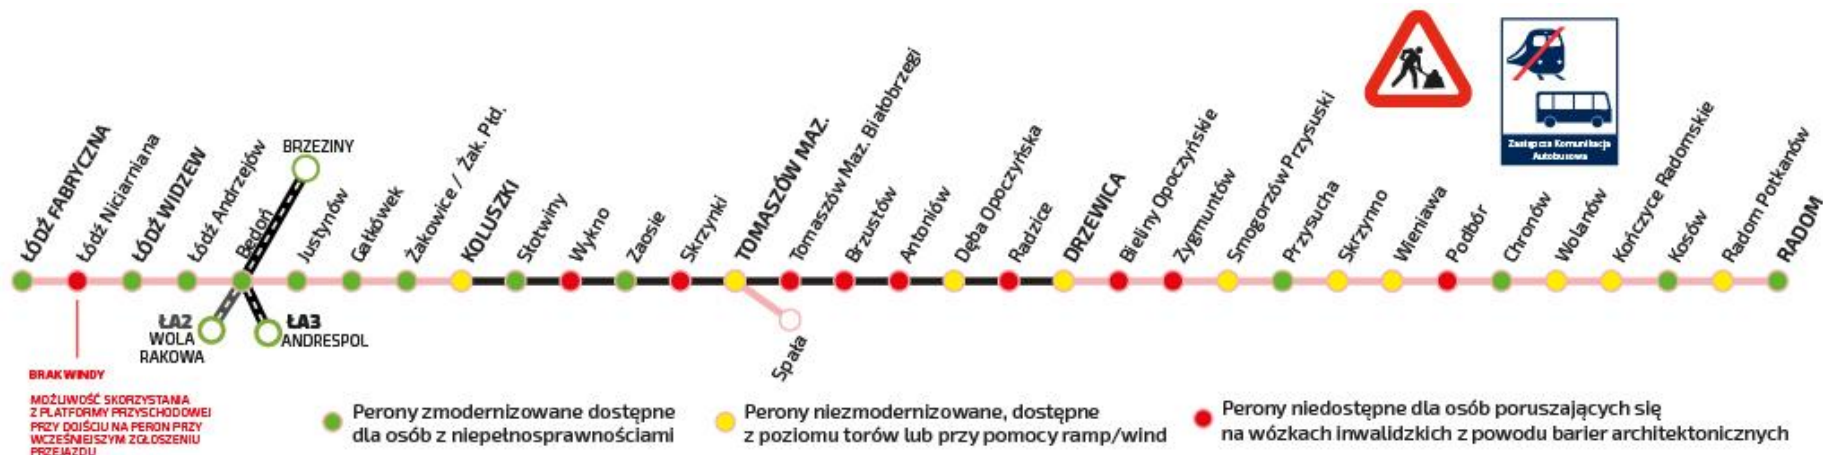 ŁÓDŹ FABRYCZNA
Łódź Niciarniana
ŁÓDŹ WIDZEW
Łódź Andrzejów
Bedoń
BRZEZINY
Justynów
Gałkówek
Żakowice / Żak. Płd.
KOLUSZKI
Słotwiny
Wykno
Zaosie
Skrzynki
TOMASZÓW MAZ.
Tomaszów Maz. Białobrzegi
Brzustów
Antoniów
Dęba Opoczyńska
Radzice
DRZEWICA
Bieliny Opoczyńskie
Zygmuntów
Smogorzów Przysuski
Przysucha
Skrzynno
Wieniawa
Podbór
Chronów
Wolanów
Kończyce Radomskie
Kosów
Radom Potkanów
RADOM
Zastępcza Komunikacja
Autobusowa
ŁA2
WOLA
RAKOWA
ŁA3
ANDRESPOL
Spała
BRAK WINDY
MOŻLIWOŚĆ SKORZYSTANIA
Z PLATFORMY PRZYSCHODOWEJ
PRZY DOJŚCIU NA PERON PRZY
WCZEŚNIEJSZYM ZGŁOSZENIU
PRZEJAZDU
Perony zmodernizowane dostępne
dla osób z niepełnosprawnościami
Perony niezmodernizowane, dostępne
z poziomu torów lub przy pomocy ramp/wind
Perony niedostępne dla osób poruszających się
na wózkach inwalidzkich z powodu barier architektonicznych